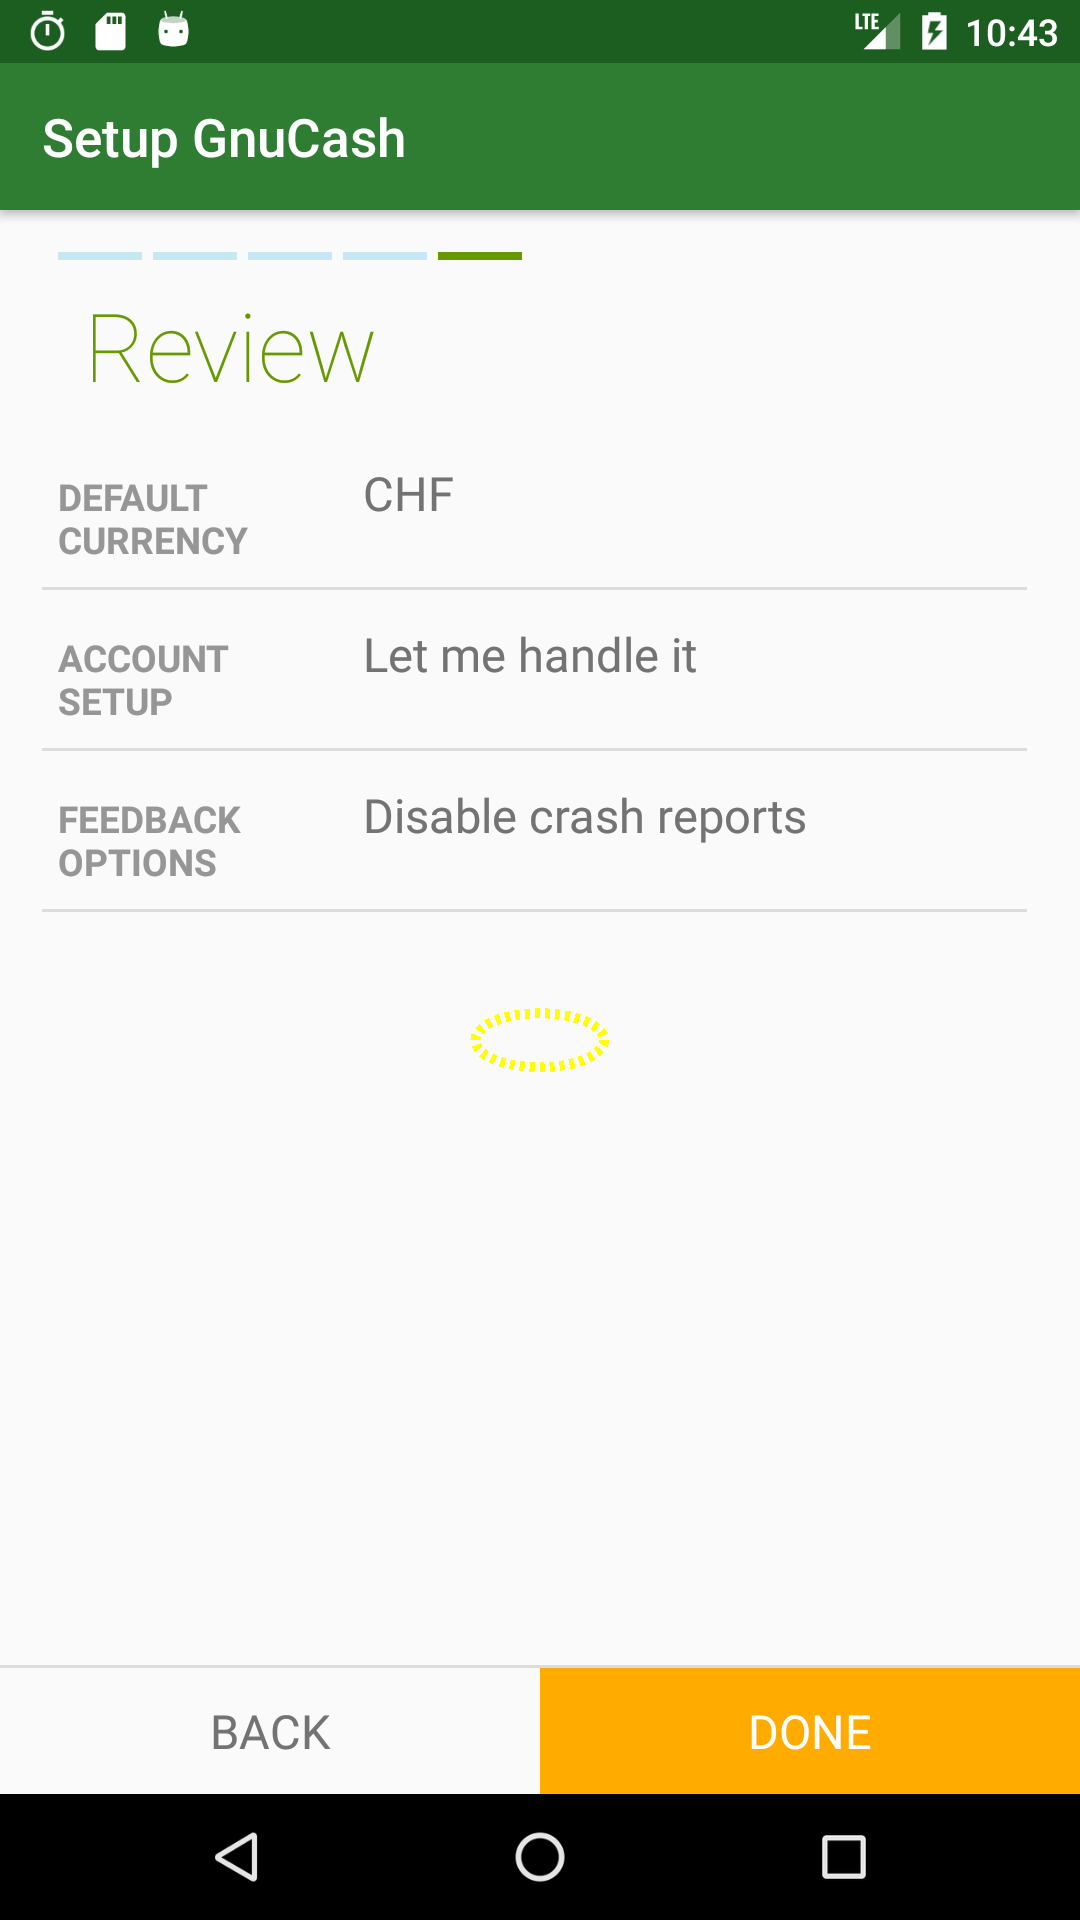 LTE 10:43
Setup GnuCash
Review
DEFAULT CHF
CURRENCY
ACCOUNT Let me handle it
SETUP
FEEDBACK Disable crash reports
OPTIONS
BACK DONE